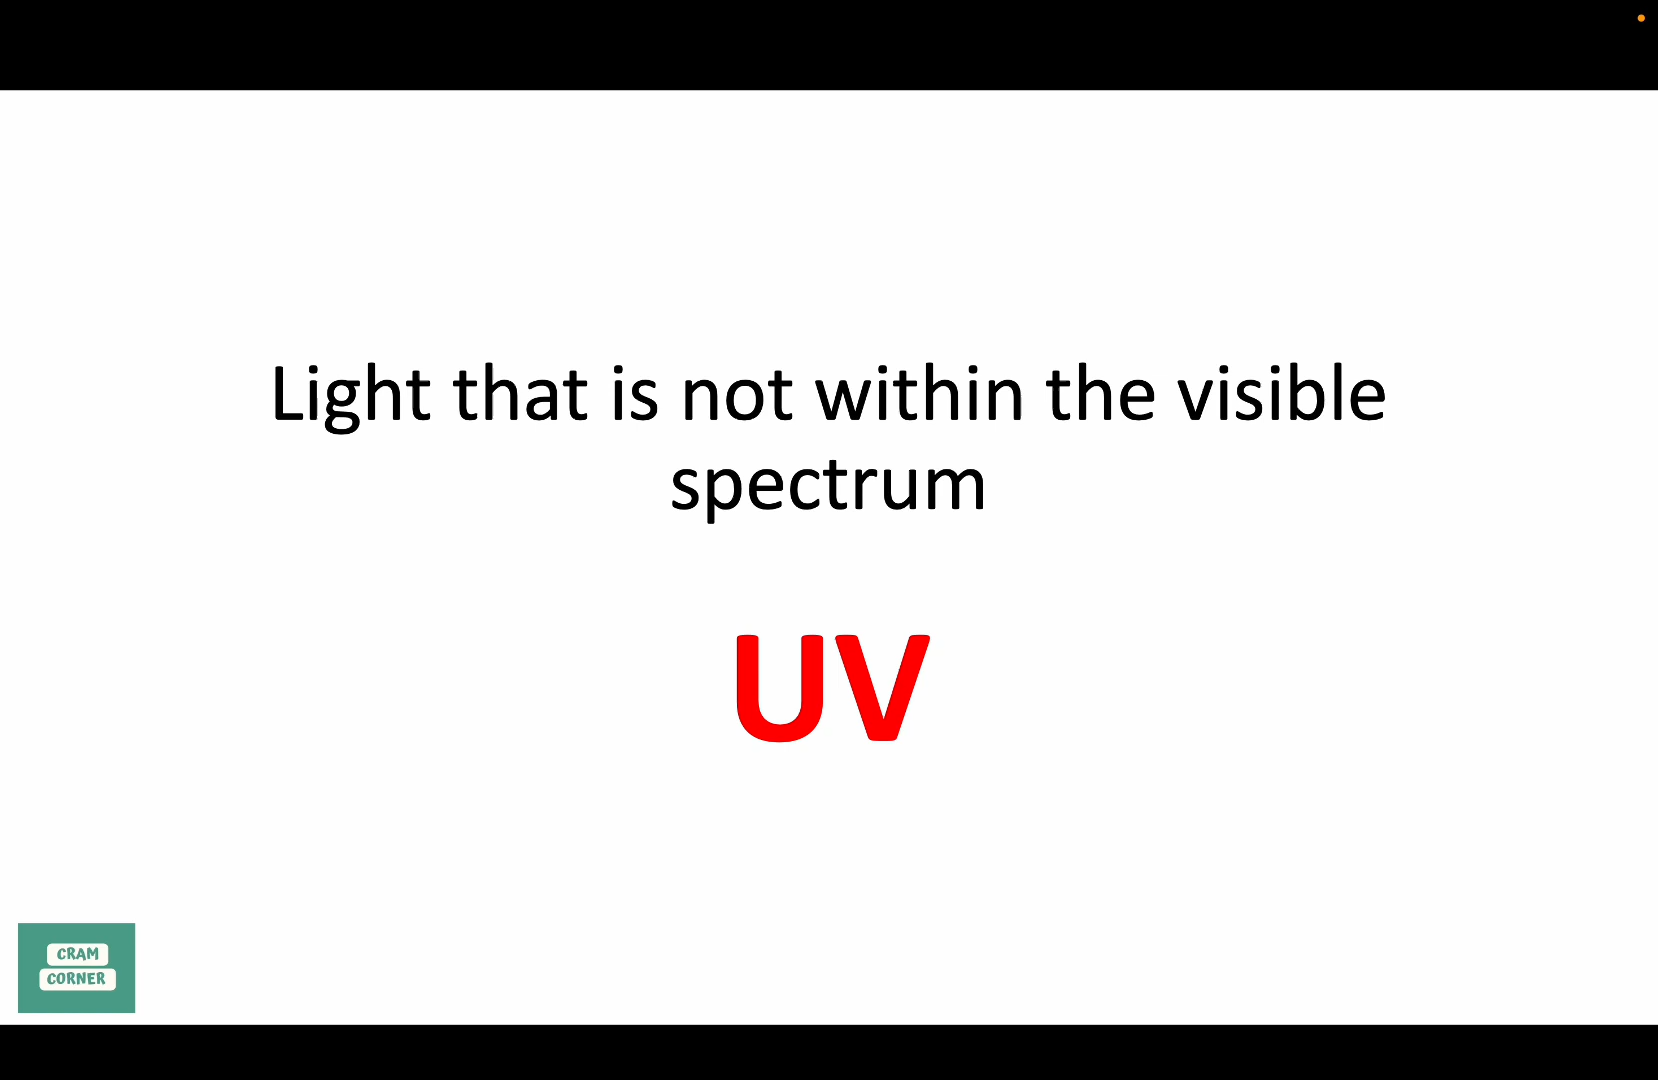 Light that is not within the visible
spectrum
UV
CRAM
CORNER